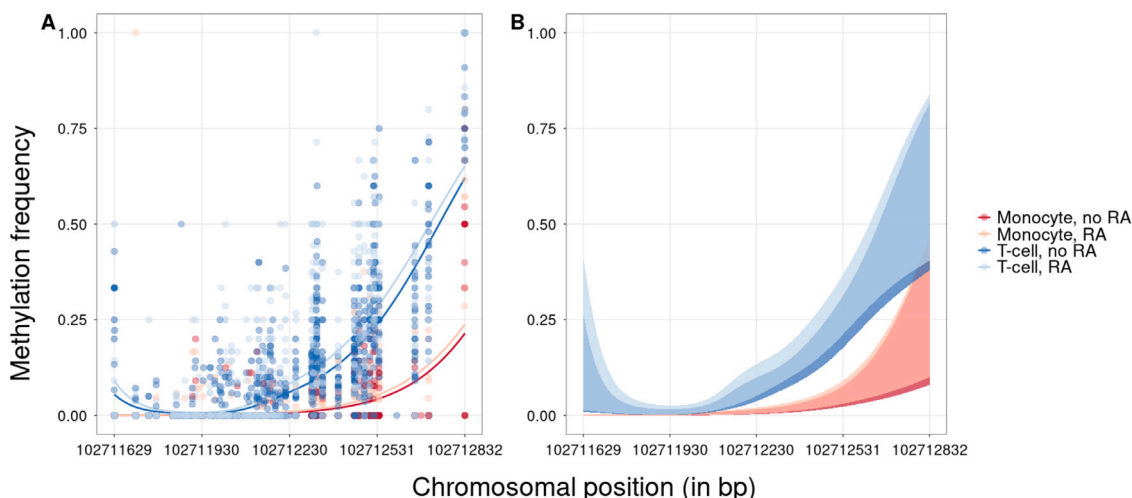 A
B
1.00
0.75
0.50
0.25
0.00
1.00
0.75
0.50
0.25
0.00
Methylation frequency
102711629 102711930 102712230 102712531 102712832
102711629 102711930 102712230 102712531 102712832
Chromosomal position (in bp)
Monocyte, no RA
Monocyte, RA
T-cell, no RA
T-cell, RA